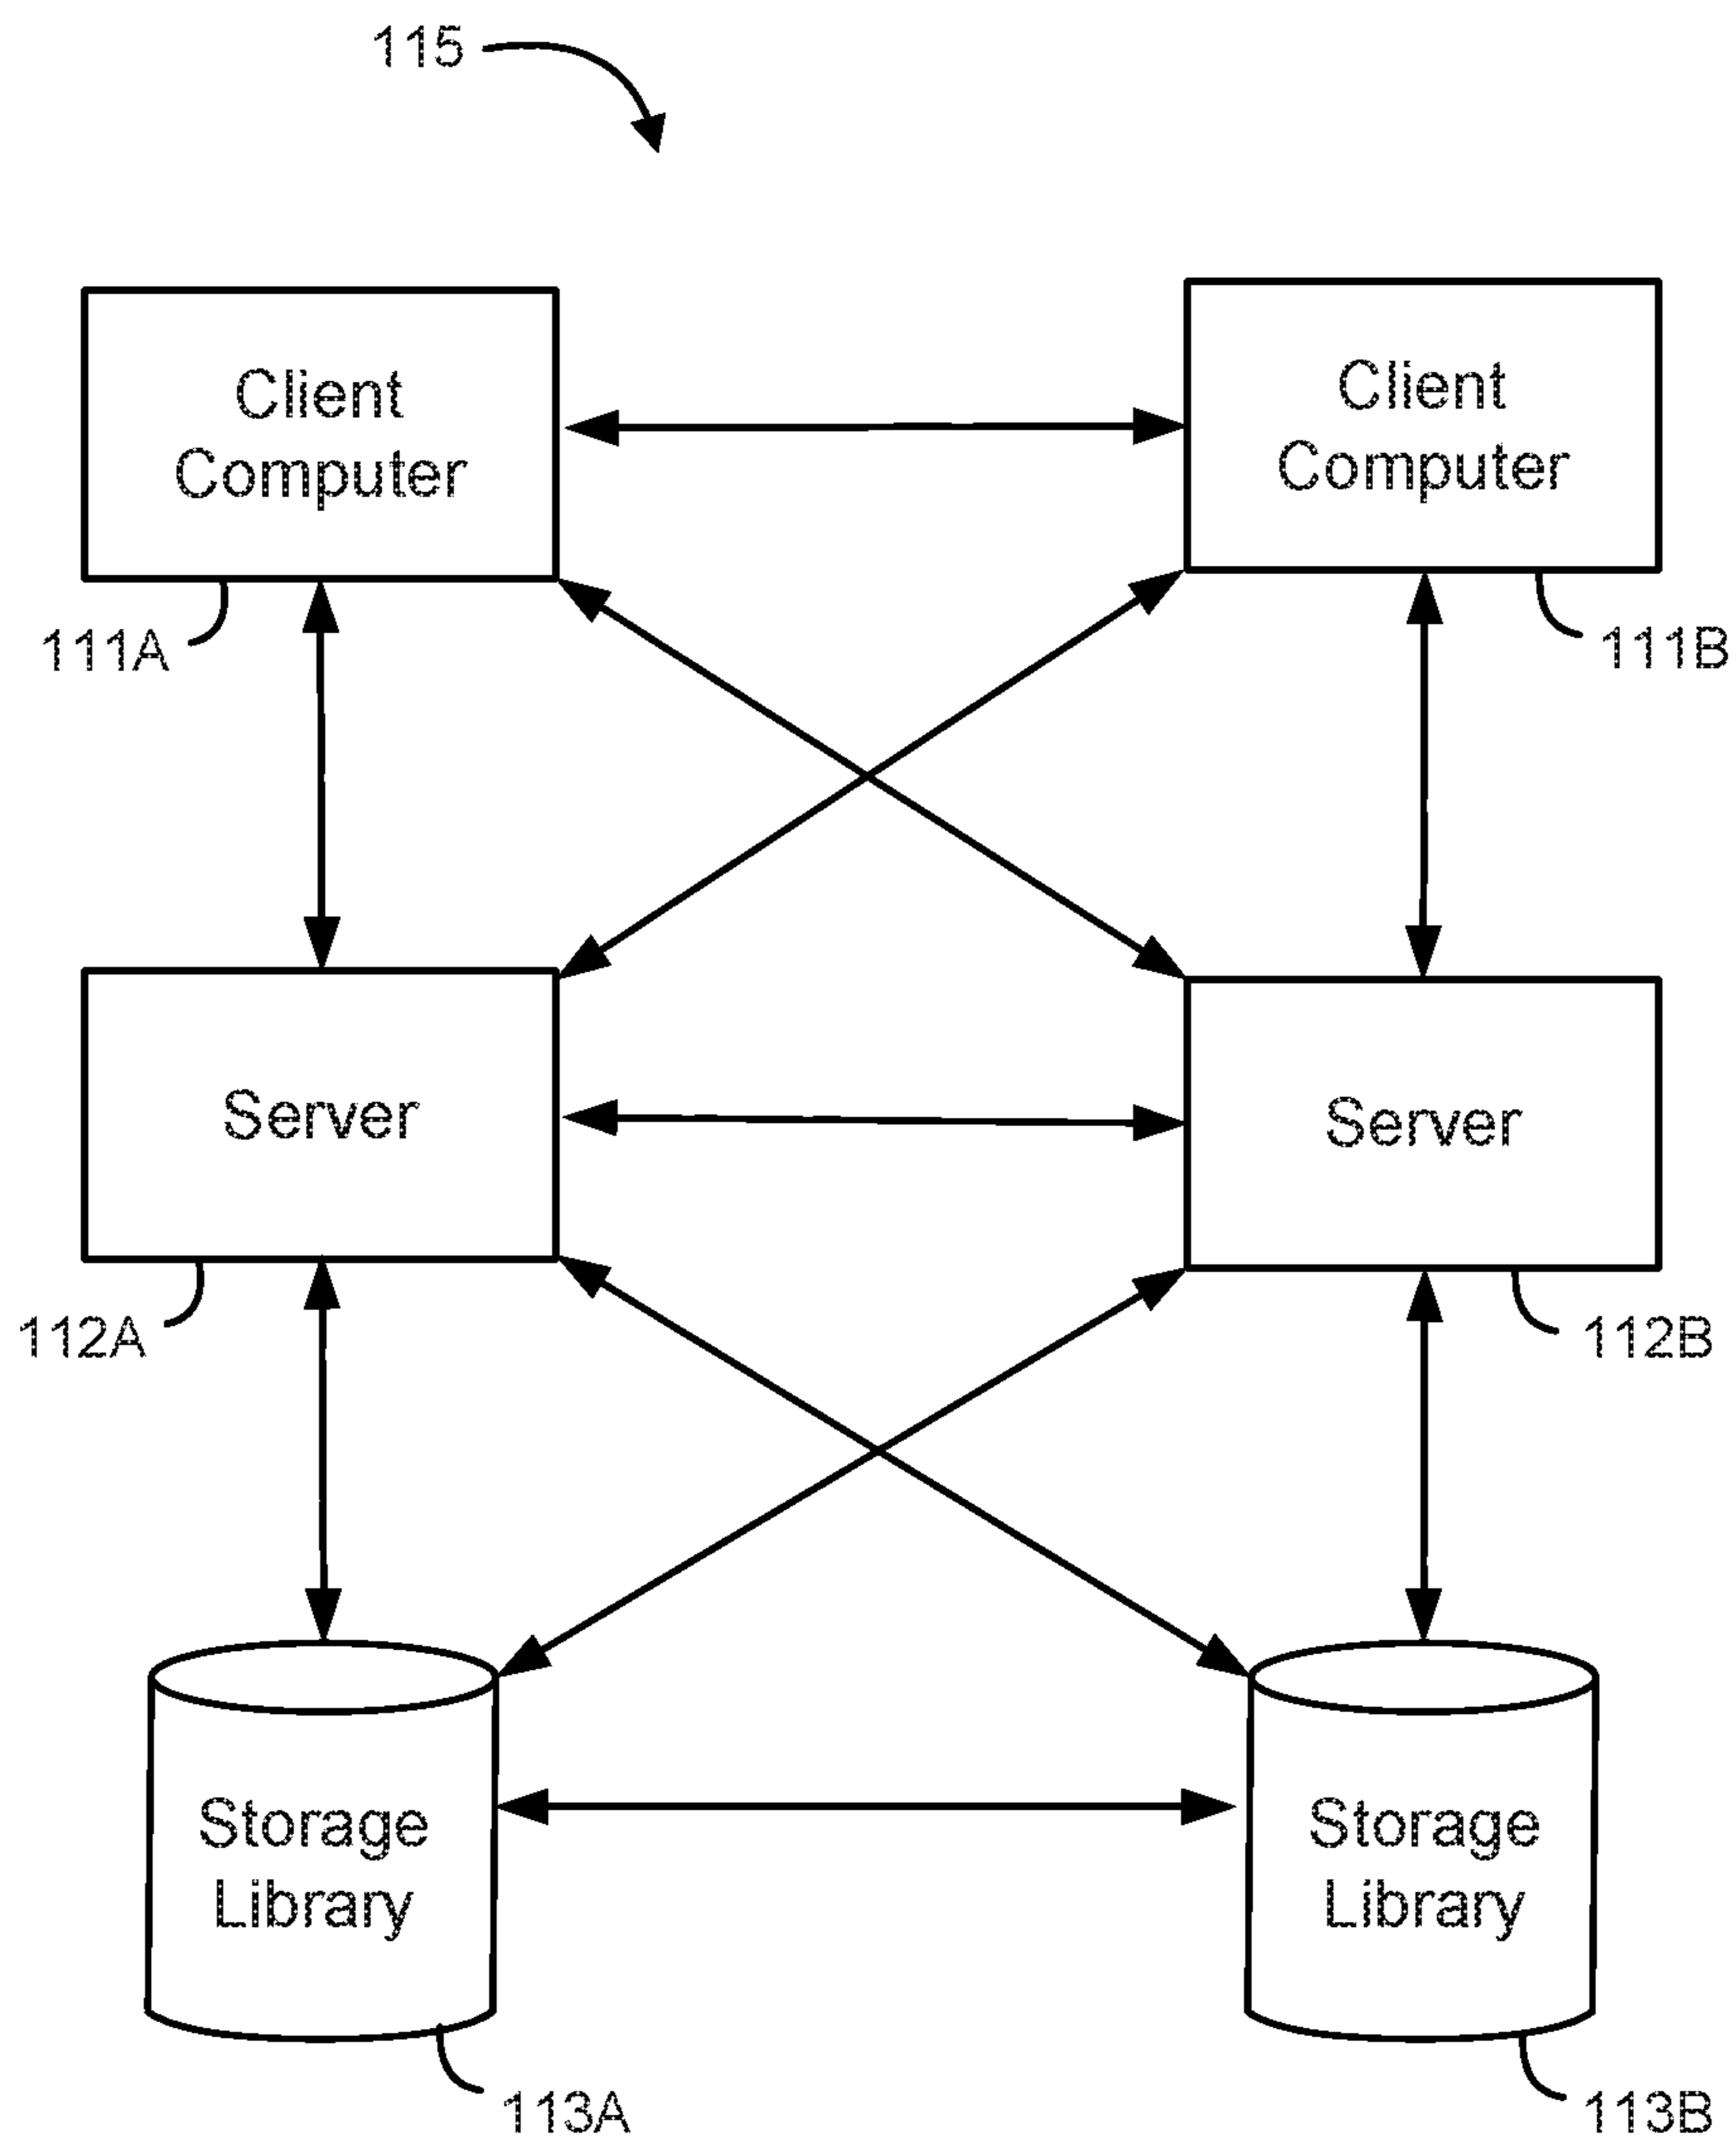 115
Client
Computer
Client
Computer
111A
111B
Server
Server
112A
112B
Storage
Library
Storage
Library
113A
113B